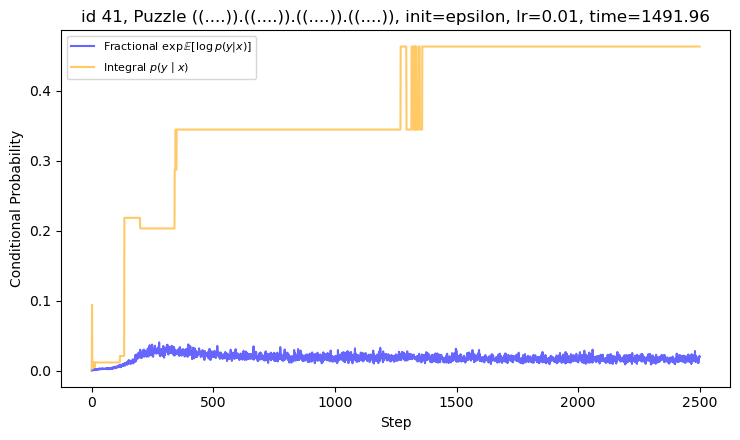 id 41, Puzzle ((....)).((....)).((....)).((....)), init=epsilon, lr=0.01, time=1491.96
Fractional exp𝔼[log p(y|x)]
Integral p(y | x)
Conditional Probability
0.4
0.3
0.2
0.1
0.0
0 500 1000 1500 2000 2500
Step